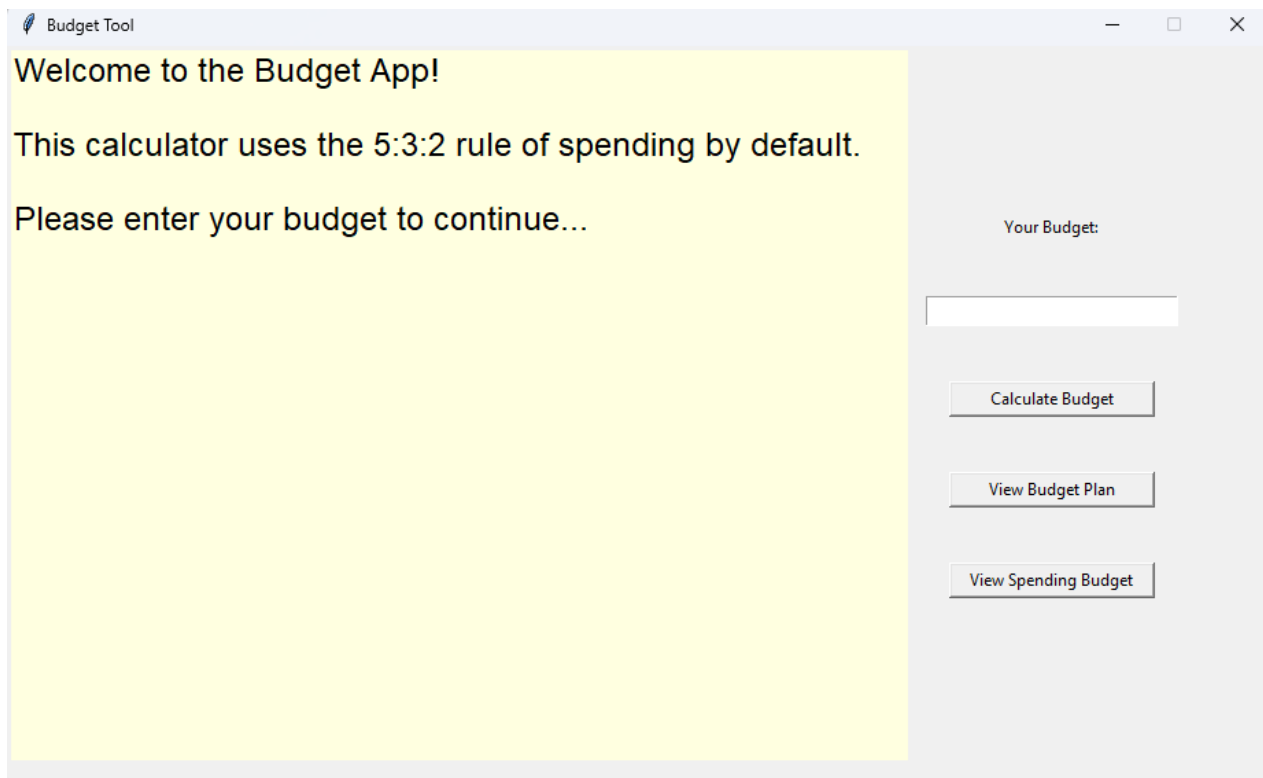 Budget Tool
Welcome to the Budget App!
This calculator uses the 5:3:2 rule of spending by default.
Please enter your budget to continue...
Your Budget:
Calculate Budget
View Budget Plan
View Spending Budget